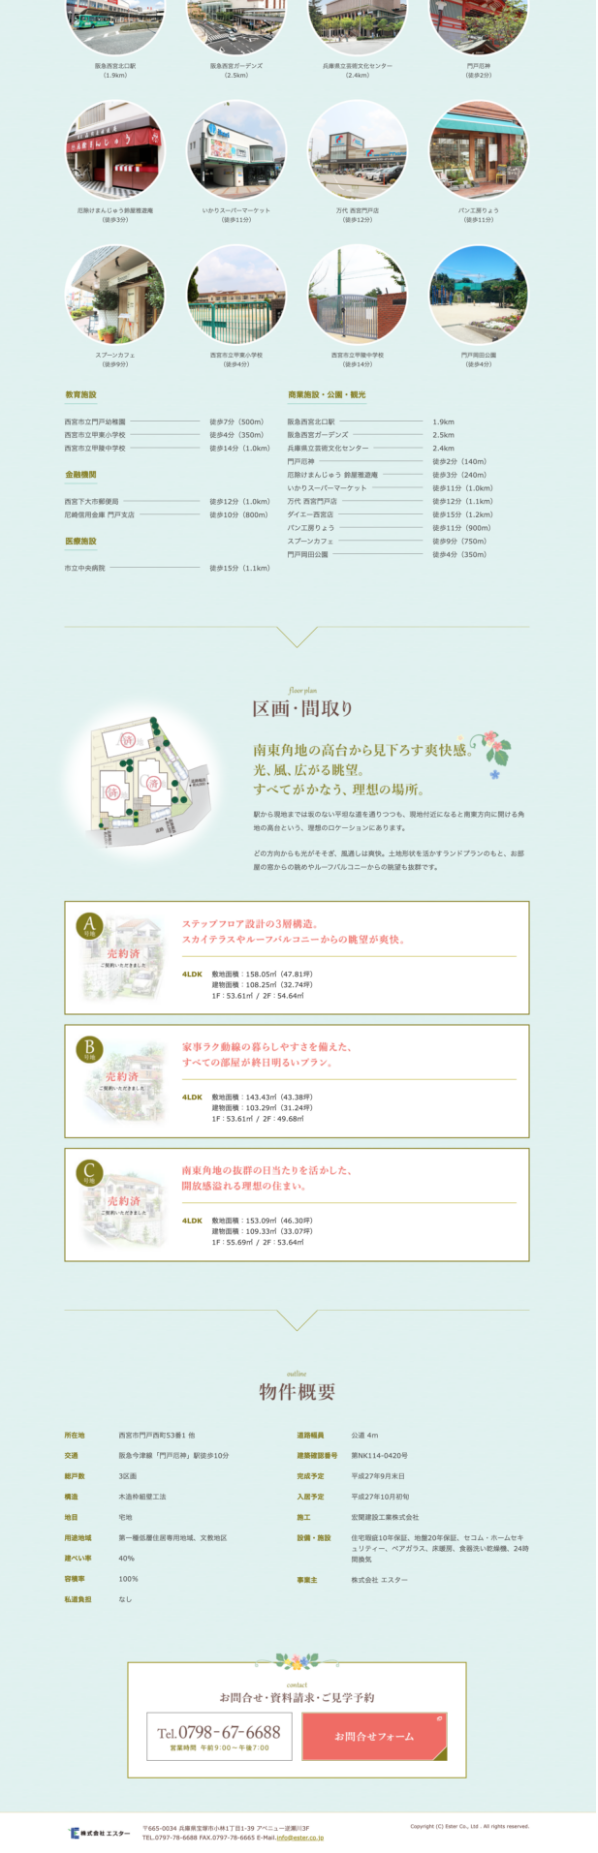 阪急西宮北口駅
（1.9km）
阪急西宮ガーデンズ
（2.5km）
兵庫県立芸術文化センター
（2.4km）
門戸厄神
（徒歩2分）
厄除けまんじゅう 鈴屋雅遊庵
（徒歩3分）
いかりスーパーマーケット
（徒歩11分）
万代 西宮門戸店
（徒歩12分）
パン工房りょう
（徒歩11分）
スプーンカフェ
（徒歩9分）
西宮市立甲東小学校
（徒歩4分）
西宮市立甲陵中学校
（徒歩14分）
門戸岡田公園
（徒歩4分）
教育施設
西宮市立門戸幼稚園 徒歩7分（500m）
西宮市立甲東小学校 徒歩4分（350m）
西宮市立甲陵中学校 徒歩14分（1.0km）
金融機関
西宮下大市郵便局 徒歩12分（1.0km）
尼崎信用金庫 門戸支店 徒歩10分（800m）
医療施設
市立中央病院 徒歩15分（1.1km）
商業施設・公園・観光
阪急西宮北口駅 1.9km
阪急西宮ガーデンズ 2.5km
兵庫県立芸術文化センター 2.4km
門戸厄神 徒歩2分（140m）
厄除けまんじゅう 鈴屋雅遊庵 徒歩3分（240m）
いかりスーパーマーケット 徒歩11分（1.0km）
万代 西宮門戸店 徒歩12分（1.1km）
ダイエー西宮店 徒歩15分（1.2km）
パン工房りょう 徒歩11分（900m）
スプーンカフェ 徒歩9分（750m）
門戸岡田公園 徒歩4分（350m）
floor plan
区画・間取り
済
済
済
南東角地の高台から見下ろす爽快感。
光、風、広がる眺望。
すべてがかなう、理想の場所。
駅から現地までは坂のない平坦な道を通りつつも、現地付近になると南東方向に開ける角
地の高台という、理想のロケーションにあります。
どの方向からも光がそそぎ、風通しは爽快。土地形状を活かすランドプランのもと、お部
屋の窓からの眺めやルーフバルコニーからの眺望も抜群です。
A
号地
売約済
ご契約いただきました
ステップフロア設計の3層構造。
スカイテラスやルーフバルコニーからの眺望が爽快。
4LDK 敷地面積：158.05㎡（47.81坪）
建物面積：108.25㎡（32.74坪）
1F：53.61㎡ / 2F：54.64㎡
B
号地
売約済
ご契約いただきました
家事ラク動線の暮らしやすさを備えた、
すべての部屋が終日明るいプラン。
4LDK 敷地面積：143.43㎡（43.38坪）
建物面積：103.29㎡（31.24坪）
1F：53.61㎡ / 2F：49.68㎡
C
号地
売約済
ご契約いただきました
南東角地の抜群の日当たりを活かした、
開放感溢れる理想の住まい。
4LDK 敷地面積：153.09㎡（46.30坪）
建物面積：109.33㎡（33.07坪）
1F：55.69㎡ / 2F：53.64㎡
outline
物件概要
所在地 西宮市門戸西町53番1 他
交通 阪急今津線「門戸厄神」駅徒歩10分
総戸数 3区画
構造 木造枠組壁工法
地目 宅地
用途地域 第一種低層住居専用地域、文教地区
建ぺい率 40%
容積率 100%
私道負担 なし
道路幅員 公道 4m
建築確認番号 第NK114-0420号
完成予定 平成27年9月末日
入居予定 平成27年10月初旬
施工 宏関建設工業株式会社
設備・施設 住宅瑕疵10年保証、地盤20年保証、セコム・ホームセキ
ュリティー、ペアガラス、床暖房、食器洗い乾燥機、24時
間換気
事業主 株式会社 エスター
contact
お問合せ・資料請求・ご見学予約
Tel.0798-67-6688
営業時間 午前9:00～午後7:00
お問合せフォーム
株式会社 エスター
〒665-0034 兵庫県宝塚市小林1丁目1-39 アベニュー逆瀬川3F
TEL.0797-78-6688 FAX.0797-78-6665 E-Mail.info@ester.co.jp
Copyright (C) Ester Co., Ltd . All rights reserved.